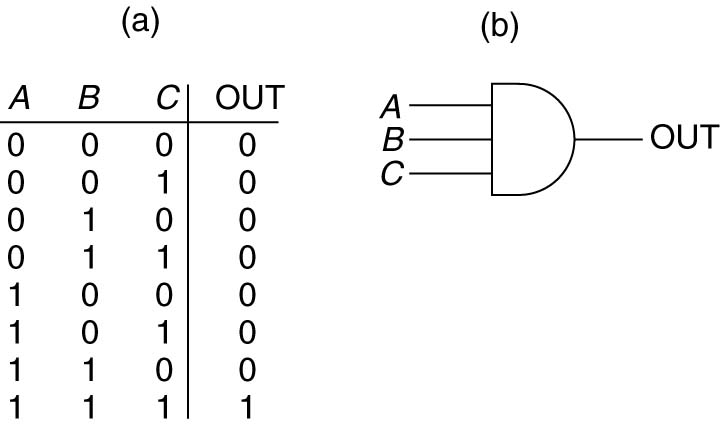 (a)
A B C OUT
0 0 0 0
0 0 1 0
0 1 0 0
0 1 1 0
1 0 0 0
1 0 1 0
1 1 0 0
1 1 1 1
(b)
A
B
C
OUT